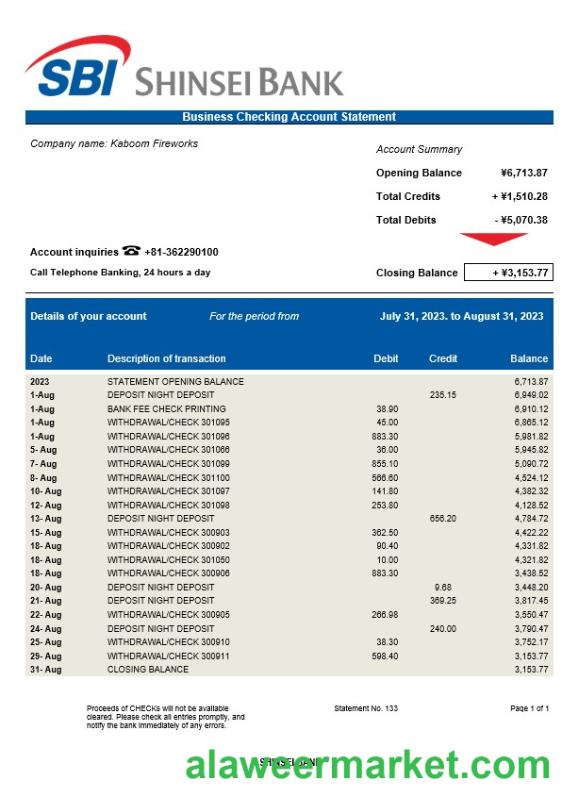 SBI SHINSEI BANK
Business Checking Account Statement
Company name: Kaboom Fireworks
Account Summary
Opening Balance ¥6,713.87
Total Credits + ¥1,510.28
Total Debits - ¥5,070.38
Account inquiries ☎ +81-362290100
Call Telephone Banking, 24 hours a day
Closing Balance + ¥3,153.77
Details of your account For the period from July 31, 2023. to August 31, 2023
Date Description of transaction Debit Credit Balance
2023 STATEMENT OPENING BALANCE 6,713.87
1-Aug DEPOSIT NIGHT DEPOSIT 235.15 6,949.02
1-Aug BANK FEE CHECK PRINTING 38.90 6,910.12
1-Aug WITHDRAWAL/CHECK 301095 45.00 6,865.12
1-Aug WITHDRAWAL/CHECK 301096 883.30 5,981.82
5- Aug WITHDRAWAL/CHECK 301066 36.00 5,945.82
7- Aug WITHDRAWAL/CHECK 301099 855.10 5,090.72
8- Aug WITHDRAWAL/CHECK 301100 566.60 4,524.12
10- Aug WITHDRAWAL/CHECK 301097 141.80 4,382.32
12- Aug WITHDRAWAL/CHECK 301098 253.80 4,128.52
13- Aug DEPOSIT NIGHT DEPOSIT 656.20 4,784.72
15- Aug WITHDRAWAL/CHECK 300903 362.50 4,422.22
18- Aug WITHDRAWAL/CHECK 300902 90.40 4,331.82
18- Aug WITHDRAWAL/CHECK 301050 10.00 4,321.82
18- Aug WITHDRAWAL/CHECK 300906 883.30 3,438.52
20- Aug DEPOSIT NIGHT DEPOSIT 9.68 3,448.20
21- Aug DEPOSIT NIGHT DEPOSIT 369.25 3,817.45
22- Aug WITHDRAWAL/CHECK 300905 266.98 3,550.47
24- Aug DEPOSIT NIGHT DEPOSIT 240.00 3,790.47
25- Aug WITHDRAWAL/CHECK 300910 38.30 3,752.17
29- Aug WITHDRAWAL/CHECK 300911 598.40 3,153.77
31- Aug CLOSING BALANCE 3,153.77
Proceeds of CHECKs will not be available
cleared. Please check all entries promptly, and
notify the bank immediately of any errors.
Statement No. 133
Page 1 of 1
SHINSEI BANK
alaweermarket.com